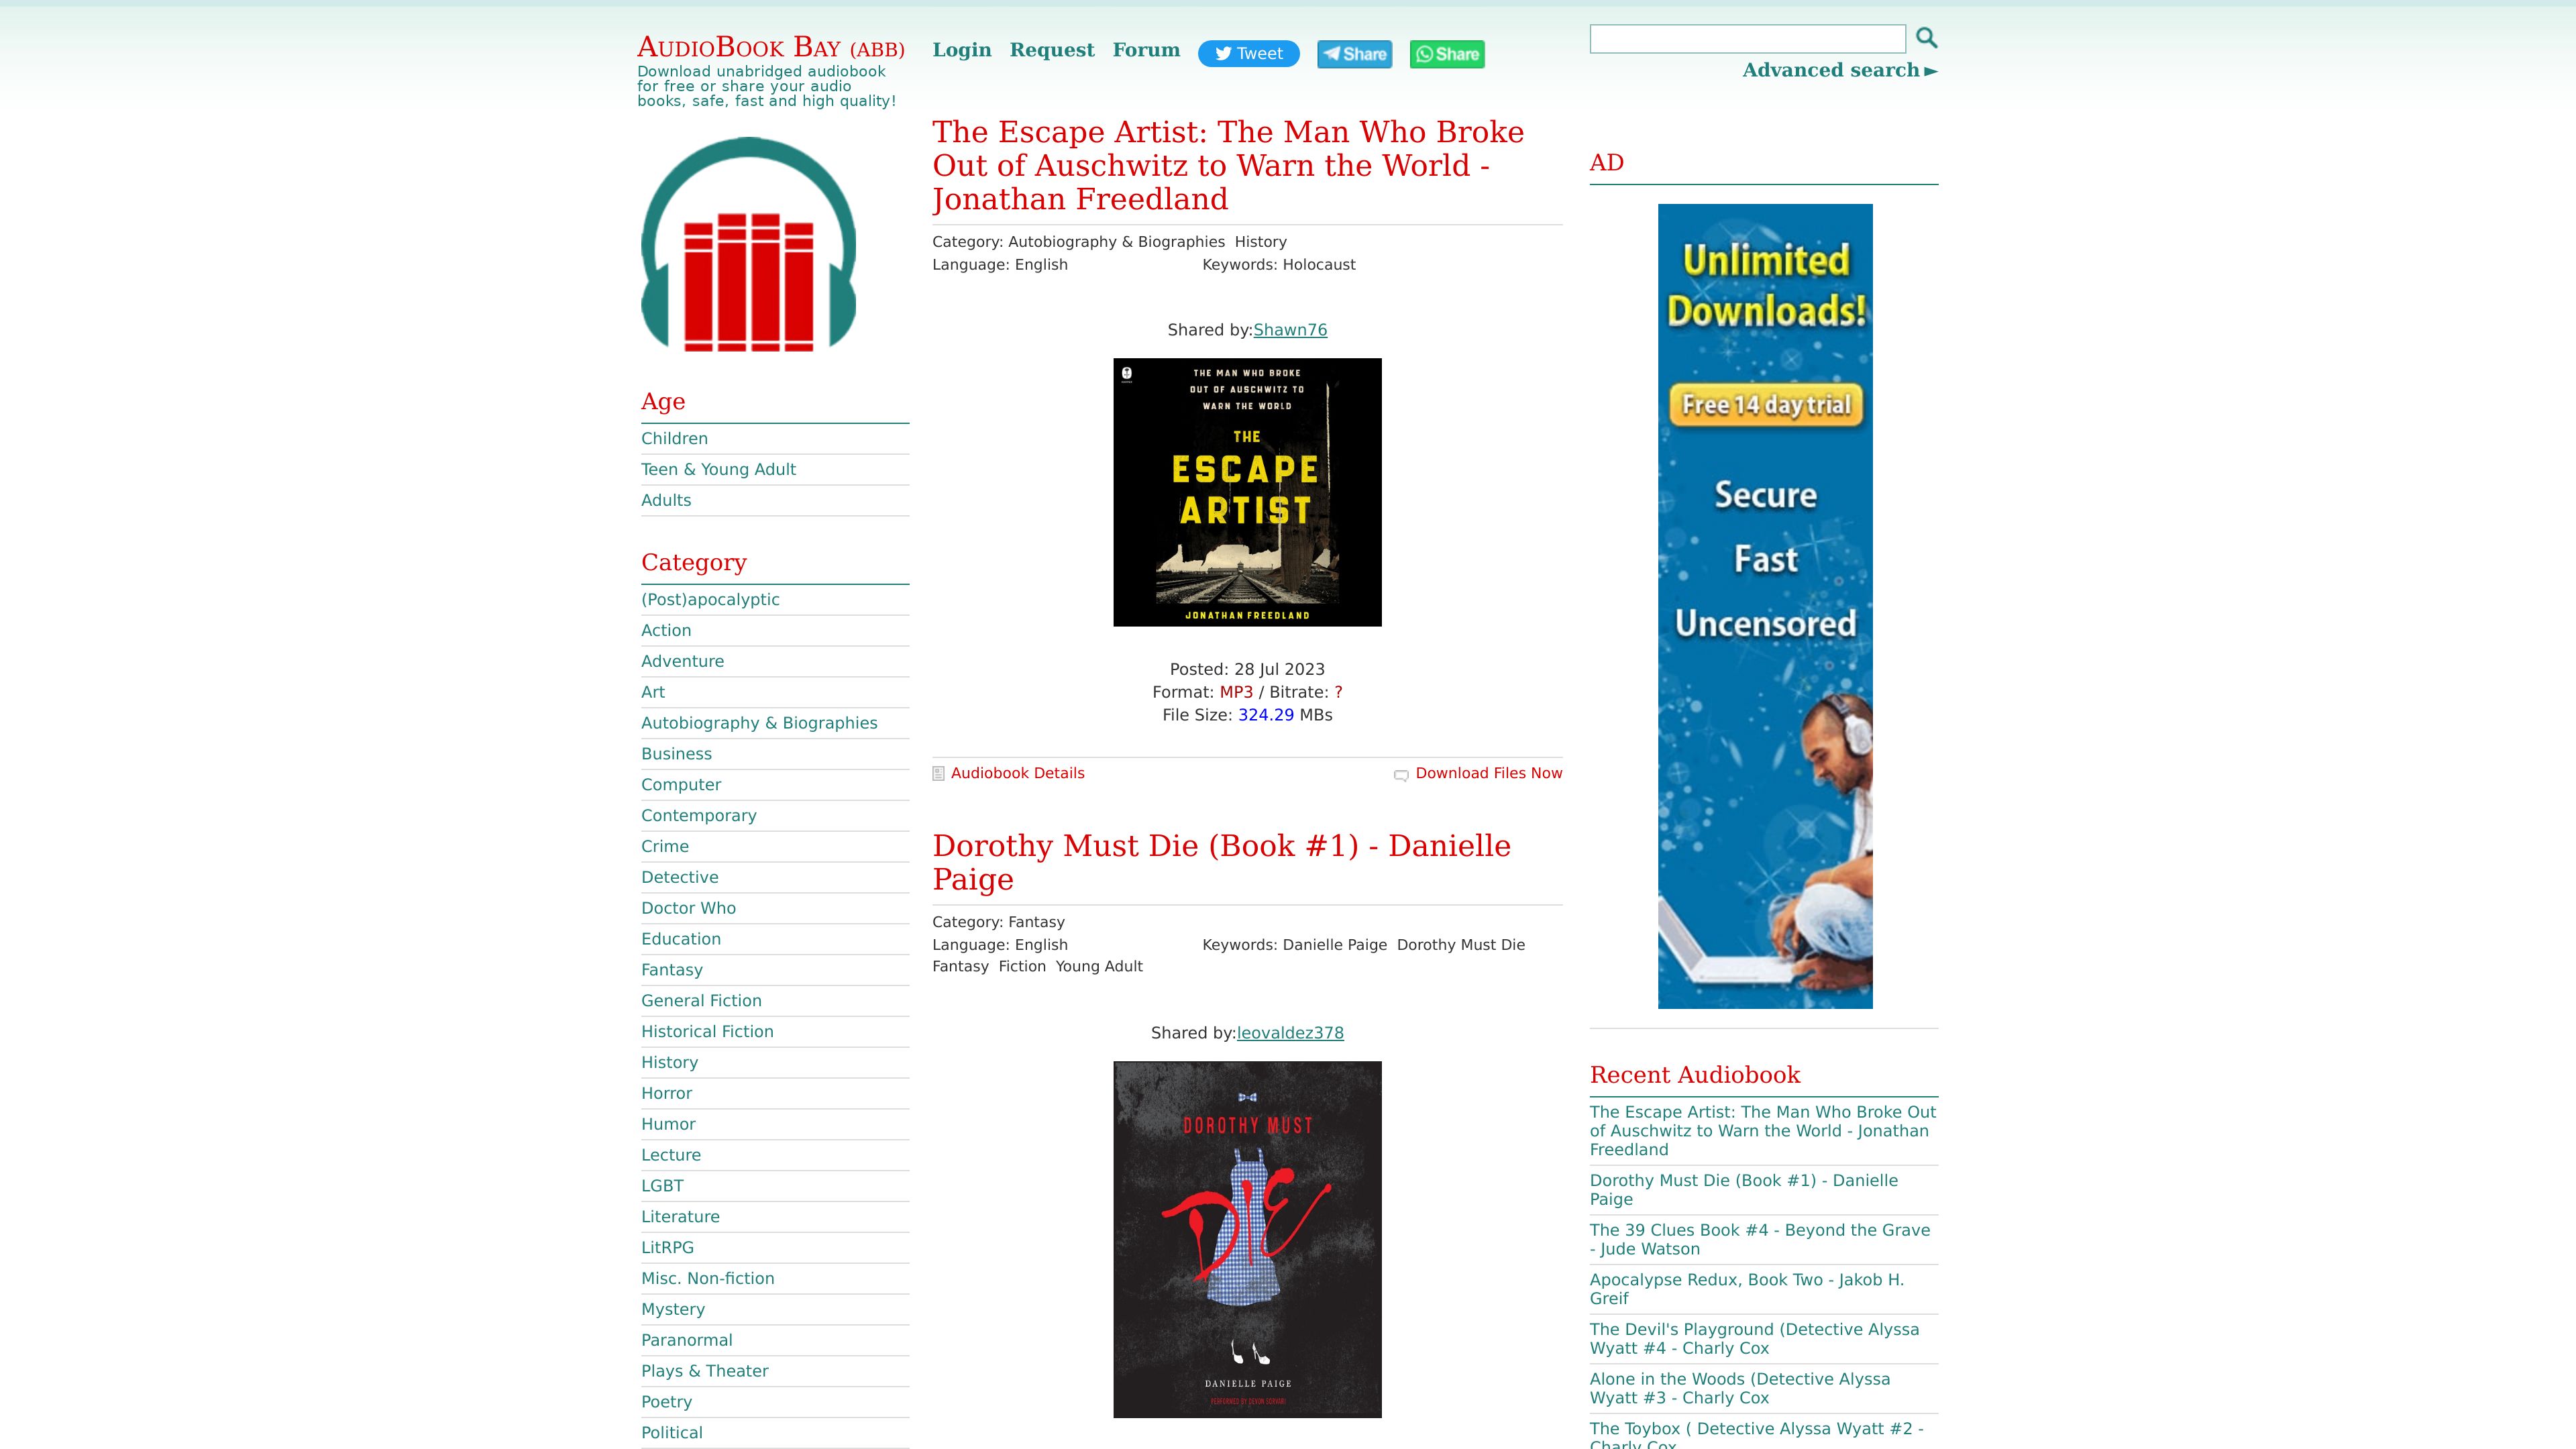 AudioBook Bay (ABB)
Download unabridged audiobook
for free or share your audio
books, safe, fast and high quality!
Login Request Forum Tweet Share Share
Advanced search ►
Age
Children
Teen & Young Adult
Adults
Category
(Post)apocalyptic
Action
Adventure
Art
Autobiography & Biographies
Business
Computer
Contemporary
Crime
Detective
Doctor Who
Education
Fantasy
General Fiction
Historical Fiction
History
Horror
Humor
Lecture
LGBT
Literature
LitRPG
Misc. Non-fiction
Mystery
Paranormal
Plays & Theater
Poetry
Political
The Escape Artist: The Man Who Broke
Out of Auschwitz to Warn the World -
Jonathan Freedland
Category: Autobiography & Biographies History
Language: English Keywords: Holocaust
Shared by:Shawn76
THE MAN WHO BROKE
OUT OF AUSCHWITZ TO
WARN THE WORLD
THE
ESCAPE
ARTIST
JONATHAN FREEDLAND
Posted: 28 Jul 2023
Format: MP3 / Bitrate: ?
File Size: 324.29 MBs
Audiobook Details Download Files Now
Dorothy Must Die (Book #1) - Danielle
Paige
Category: Fantasy
Language: English Keywords: Danielle Paige Dorothy Must Die
Fantasy Fiction Young Adult
Shared by:leovaldez378
DOROTHY MUST
DIE
DANIELLE PAIGE
AD
Unlimited
Downloads!
Free 14 day trial
Secure
Fast
Uncensored
Recent Audiobook
The Escape Artist: The Man Who Broke Out
of Auschwitz to Warn the World - Jonathan
Freedland
Dorothy Must Die (Book #1) - Danielle
Paige
The 39 Clues Book #4 - Beyond the Grave
- Jude Watson
Apocalypse Redux, Book Two - Jakob H.
Greif
The Devil's Playground (Detective Alyssa
Wyatt #4 - Charly Cox
Alone in the Woods (Detective Alyssa
Wyatt #3 - Charly Cox
The Toybox ( Detective Alyssa Wyatt #2 -
Charly Cox